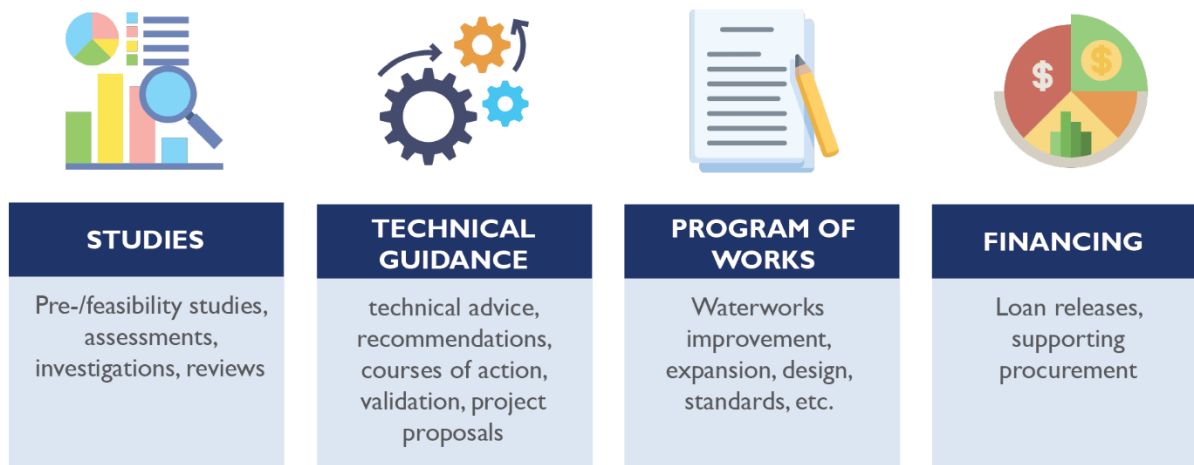 STUDIES
Pre-/feasibility studies,
assessments,
investigations, reviews
TECHNICAL
GUIDANCE
technical advice,
recommendations,
courses of action,
validation, project
proposals
PROGRAM OF
WORKS
Waterworks
improvement,
expansion, design,
standards, etc.
$
$
FINANCING
Loan releases,
supporting
procurement